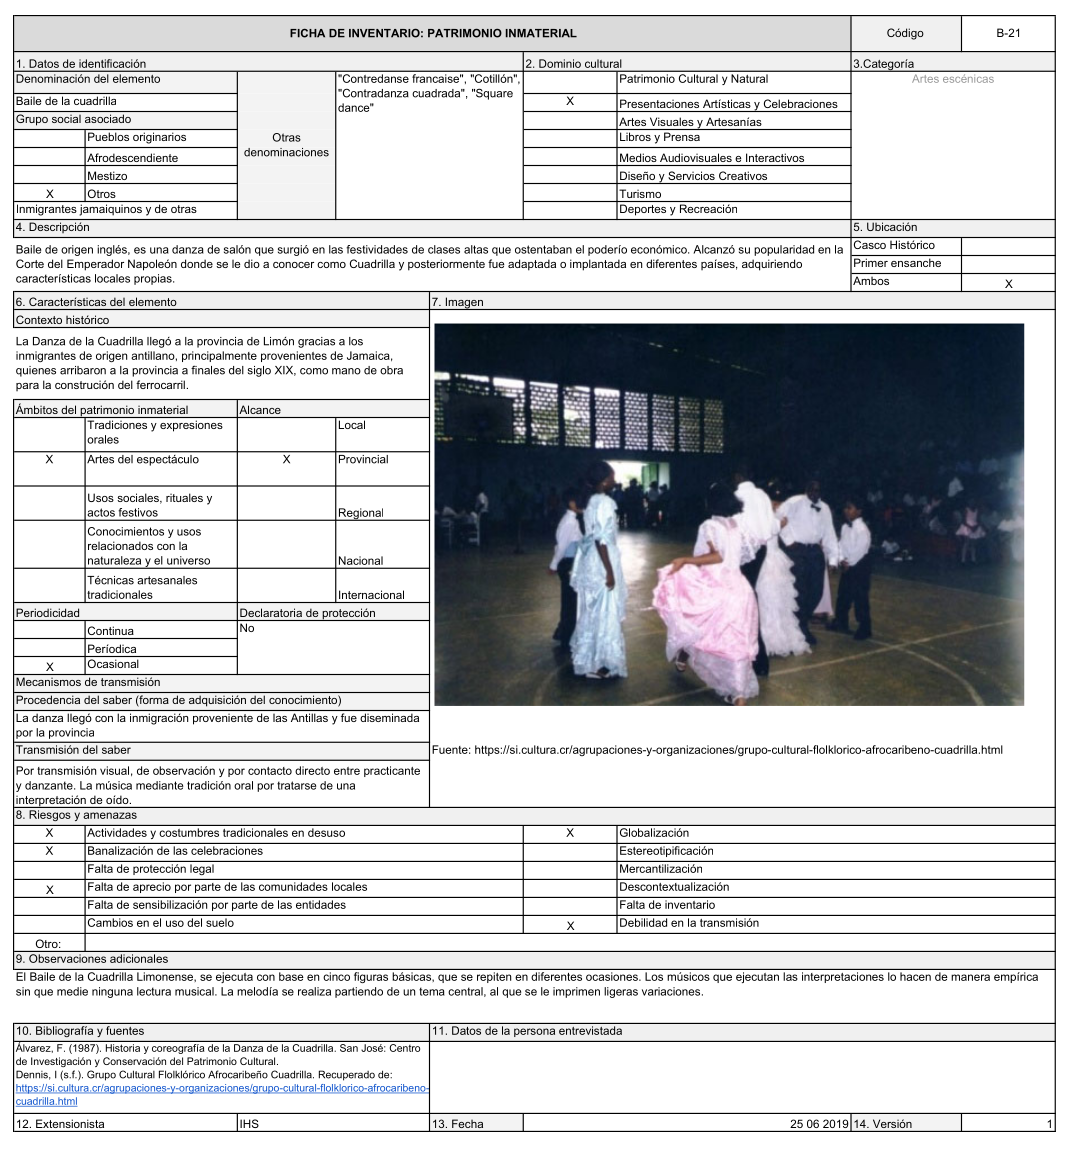 FICHA DE INVENTARIO: PATRIMONIO INMATERIAL
Código
B-21
1. Datos de identificación
2. Dominio cultural
3.Categoría
Denominación del elemento
Baile de la cuadrilla
Grupo social asociado
Pueblos originarios
Afrodescendiente
Mestizo
X Otros
Inmigrantes jamaiquinos y de otras
Otras
denominaciones
"Contredanse francaise", "Cotillón",
"Contradanza cuadrada", "Square
dance"
Patrimonio Cultural y Natural
X Presentaciones Artísticas y Celebraciones
Artes Visuales y Artesanías
Libros y Prensa
Medios Audiovisuales e Interactivos
Diseño y Servicios Creativos
Turismo
Deportes y Recreación
Artes escénicas
4. Descripción
Baile de origen inglés, es una danza de salón que surgió en las festividades de clases altas que ostentaban el poderío económico. Alcanzó su popularidad en la
Corte del Emperador Napoleón donde se le dio a conocer como Cuadrilla y posteriormente fue adaptada o implantada en diferentes países, adquiriendo
características locales propias.
5. Ubicación
Casco Histórico
Primer ensanche
Ambos X
6. Características del elemento
Contexto histórico
La Danza de la Cuadrilla llegó a la provincia de Limón gracias a los
inmigrantes de origen antillano, principalmente provenientes de Jamaica,
quienes arribaron a la provincia a finales del siglo XIX, como mano de obra
para la construción del ferrocarril.
Ámbitos del patrimonio inmaterial
Alcance
Tradiciones y expresiones
orales
Local
X Artes del espectáculo
X Provincial
Usos sociales, rituales y
actos festivos
Regional
Conocimientos y usos
relacionados con la
naturaleza y el universo
Nacional
Técnicas artesanales
tradicionales
Internacional
Periodicidad
Declaratoria de protección
Continua
No
Períodica
X Ocasional
Mecanismos de transmisión
Procedencia del saber (forma de adquisición del conocimiento)
La danza llegó con la inmigración proveniente de las Antillas y fue diseminada
por la provincia
Transmisión del saber
Por transmisión visual, de observación y por contacto directo entre practicante
y danzante. La música mediante tradición oral por tratarse de una
interpretación de oído.
7. Imagen
Fuente: https://si.cultura.cr/agrupaciones-y-organizaciones/grupo-cultural-flolklorico-afrocaribeno-cuadrilla.html
8. Riesgos y amenazas
X Actividades y costumbres tradicionales en desuso
X Globalización
X Banalización de las celebraciones
Estereotipificación
Falta de protección legal
Mercantilización
X Falta de aprecio por parte de las comunidades locales
Descontextualización
Falta de sensibilización por parte de las entidades
Falta de inventario
Cambios en el uso del suelo
X Debilidad en la transmisión
Otro:
9. Observaciones adicionales
El Baile de la Cuadrilla Limonense, se ejecuta con base en cinco figuras básicas, que se repiten en diferentes ocasiones. Los músicos que ejecutan las interpretaciones lo hacen de manera empírica
sin que medie ninguna lectura musical. La melodía se realiza partiendo de un tema central, al que se le imprimen ligeras variaciones.
10. Bibliografía y fuentes
11. Datos de la persona entrevistada
Álvarez, F. (1987). Historia y coreografía de la Danza de la Cuadrilla. San José: Centro
de Investigación y Conservación del Patrimonio Cultural.
Dennis, I (s.f.). Grupo Cultural Flolklórico Afrocaribeño Cuadrilla. Recuperado de:
https://si.cultura.cr/agrupaciones-y-organizaciones/grupo-cultural-flolklorico-afrocaribeno-
cuadrilla.html
12. Extensionista
IHS
13. Fecha
25 06 2019
14. Versión
1